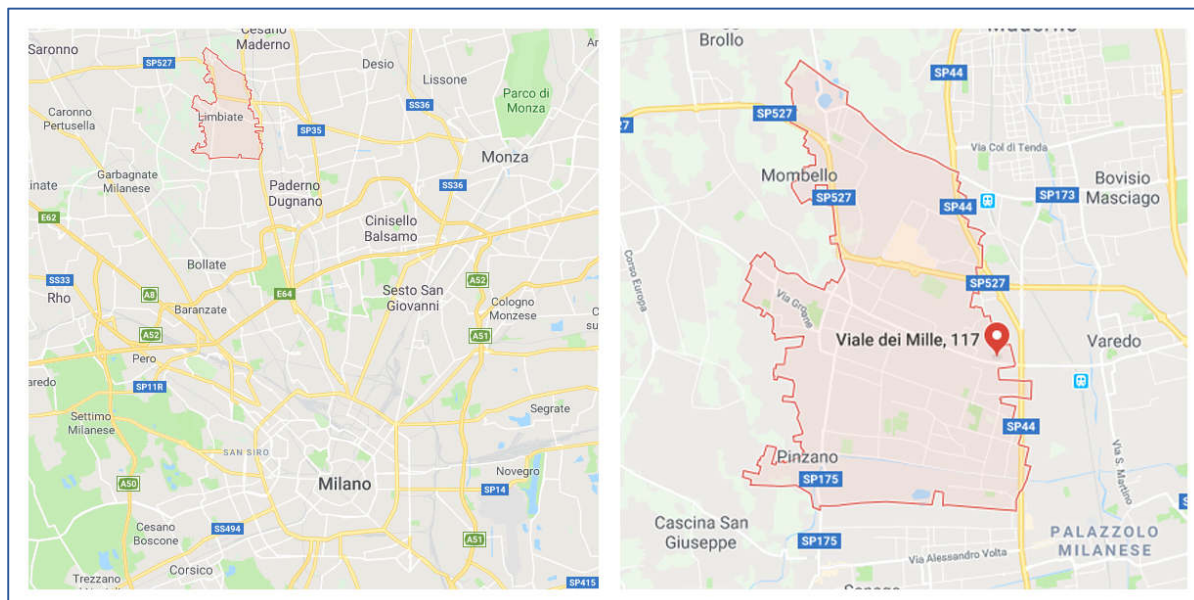 Saronno
Cesano
Maderno
SP527
Desio
Lissone
SS36
Parco di
Monza
Caronno
Pertusella
Limbiate
SP35
Monza
Garbagnate
Milanese
SS36
Paderno
Dugnano
E62
Cinisello
Balsamo
Bollate
SS33
Rho
A8
E64
Sesto San
Giovanni
A52
Baranzate
Cologno
Monzese
A52
A51
Pero
SP11R
Settimo
Milanese
Segrate
SAN SIRO
Milano
Novegro
A50
SP14
Cesano
Boscone
SS494
A51
Corsico
Trezzano
SP415
Brollo
SP44
SP527
Via Col di Tenda
Mombello
SP527
SP44
SP173
Bovisio
Masciago
Corso Europa
Via Groane
SP527
Viale dei Mille, 117
Varedo
SP44
Pinzano
SP175
Via S. Martino
Cascina San
Giuseppe
SP175
PALAZZOLO
MILANESE
Via Alessandro Volta